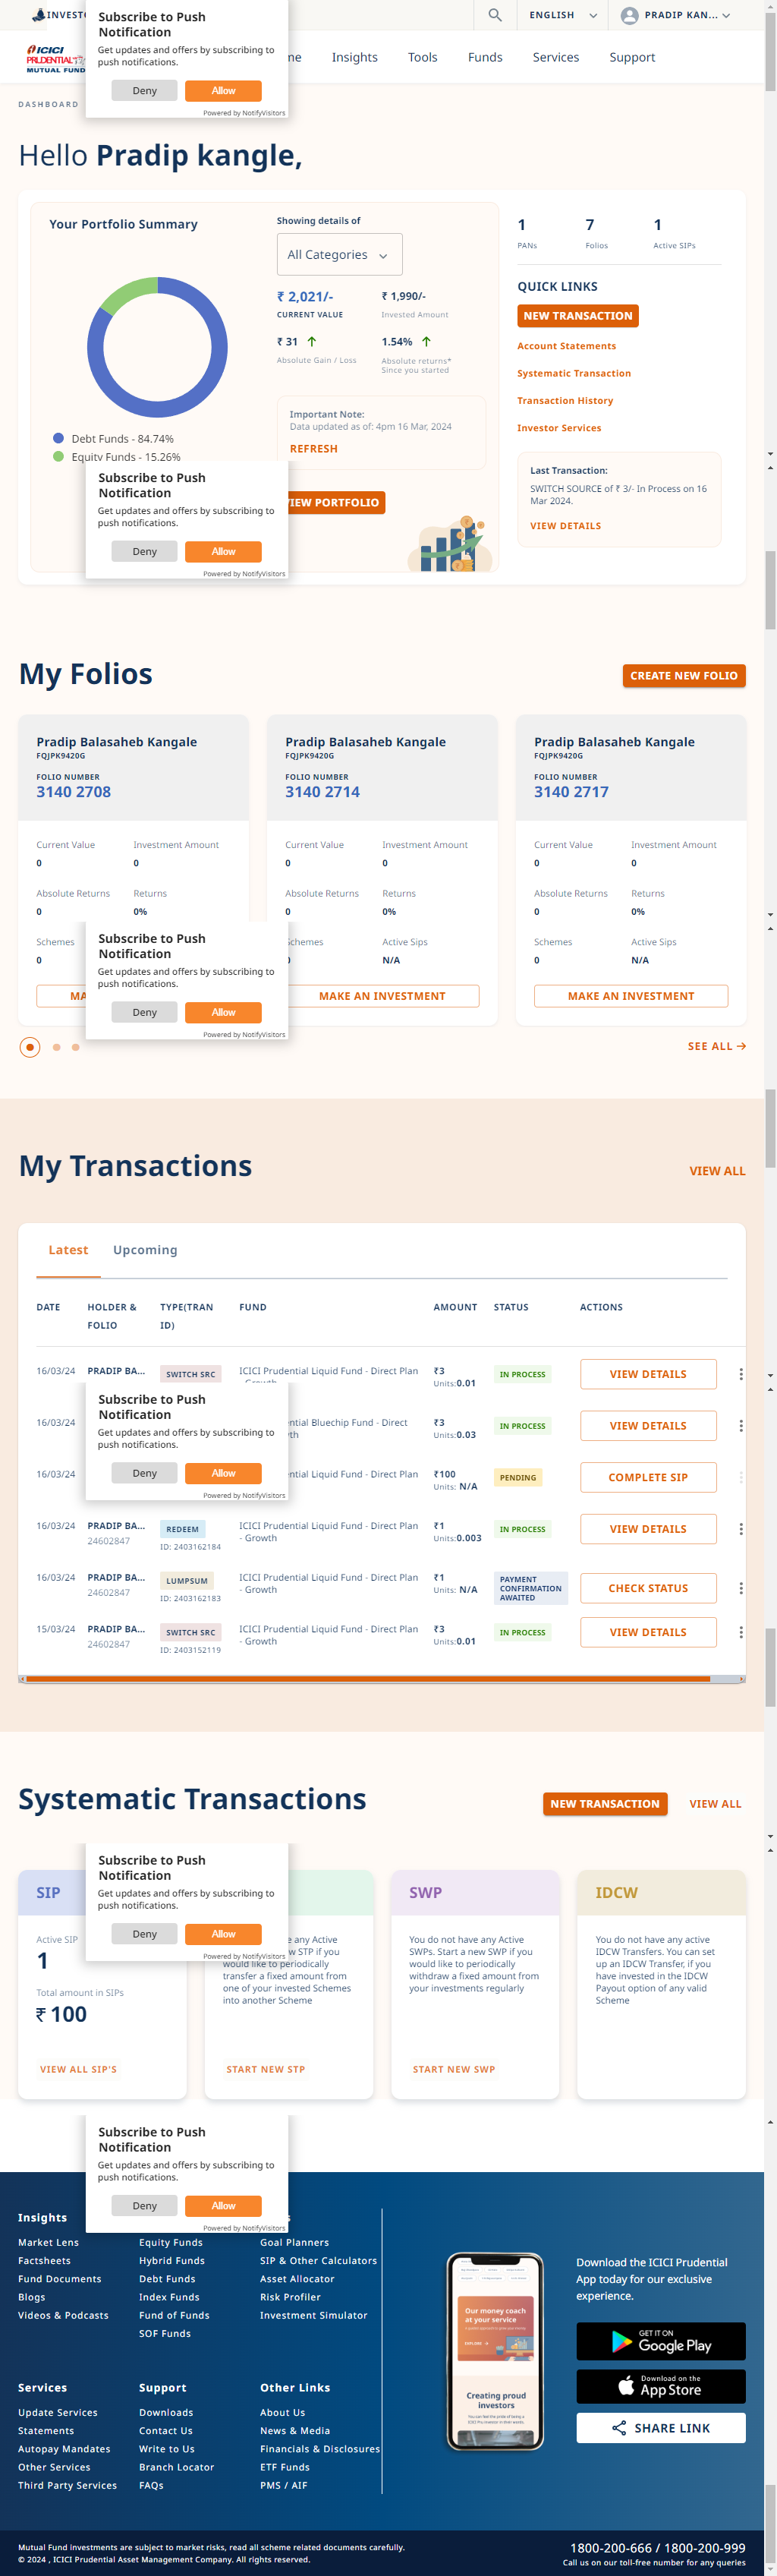 INVEST
Subscribe to Push
Notification
Get updates and offers by subscribing to
push notifications.
Deny
Allow
Powered by NotifyVisitors
ENGLISH
PRADIP KAN...
ICICI
PRUDENTIAL
MUTUAL FUND
Insights
Tools
Funds
Services
Support
DASHBOARD
Hello Pradip kangle,
Your Portfolio Summary
Showing details of
All Categories
₹ 2,021/-
CURRENT VALUE
₹ 1,990/-
Invested Amount
₹ 31
Absolute Gain / Loss
1.54%
Absolute returns*
Since you started
Debt Funds - 84.74%
Equity Funds - 15.26%
Important Note:
Data updated as of: 4pm 16 Mar, 2024
REFRESH
VIEW PORTFOLIO
1
PANs
7
Folios
1
Active SIPs
QUICK LINKS
NEW TRANSACTION
Account Statements
Systematic Transaction
Transaction History
Investor Services
Last Transaction:
SWITCH SOURCE of ₹ 3/- In Process on 16
Mar 2024.
VIEW DETAILS
Subscribe to Push
Notification
Get updates and offers by subscribing to
push notifications.
Deny
Allow
Powered by NotifyVisitors
My Folios
CREATE NEW FOLIO
Pradip Balasaheb Kangale
FQJPK9420G
FOLIO NUMBER
3140 2708
Current Value
Investment Amount
0
0
Absolute Returns
Returns
0
0%
Schemes
0
MA
Pradip Balasaheb Kangale
FQJPK9420G
FOLIO NUMBER
3140 2714
Current Value
Investment Amount
0
0
Absolute Returns
Returns
0
0%
Schemes
Active Sips
N/A
MAKE AN INVESTMENT
Pradip Balasaheb Kangale
FQJPK9420G
FOLIO NUMBER
3140 2717
Current Value
Investment Amount
0
0
Absolute Returns
Returns
0
0%
Schemes
Active Sips
0
N/A
MAKE AN INVESTMENT
Subscribe to Push
Notification
Get updates and offers by subscribing to
push notifications.
Deny
Allow
Powered by NotifyVisitors
SEE ALL
My Transactions
VIEW ALL
Latest
Upcoming
DATE
HOLDER &
FOLIO
TYPE(TRAN
ID)
FUND
AMOUNT
STATUS
ACTIONS
16/03/24 PRADIP BA... SWITCH SRC ICICI Prudential Liquid Fund - Direct Plan ₹3 IN PROCESS VIEW DETAILS
- Growth Units:0.01
16/03/24 ential Bluechip Fund - Direct ₹3 IN PROCESS VIEW DETAILS
th Units:0.03
16/03/24 ential Liquid Fund - Direct Plan ₹100 PENDING COMPLETE SIP
Units: N/A
Subscribe to Push
Notification
Get updates and offers by subscribing to
push notifications.
Deny
Allow
Powered by NotifyVisitors
16/03/24 PRADIP BA... REDEEM ICICI Prudential Liquid Fund - Direct Plan ₹1 IN PROCESS VIEW DETAILS
24602847 ID: 2403162184 - Growth Units:0.003
16/03/24 PRADIP BA... LUMPSUM ICICI Prudential Liquid Fund - Direct Plan ₹1 PAYMENT CONFIRMATION AWAITED CHECK STATUS
24602847 ID: 2403162183 - Growth Units: N/A
15/03/24 PRADIP BA... SWITCH SRC ICICI Prudential Liquid Fund - Direct Plan ₹3 IN PROCESS VIEW DETAILS
24602847 ID: 2403152119 - Growth Units:0.01
Systematic Transactions
NEW TRANSACTION
VIEW ALL
SIP
Active SIP
1
Total amount in SIPs
₹ 100
VIEW ALL SIP'S
Subscribe to Push
Notification
Get updates and offers by subscribing to
push notifications.
Deny
Allow
Powered by NotifyVisitors
e any Active
w STP if you
would like to periodically
transfer a fixed amount from
one of your invested Schemes
into another Scheme
START NEW STP
SWP
You do not have any Active
SWPs. Start a new SWP if you
would like to periodically
withdraw a fixed amount from
your investments regularly
START NEW SWP
IDCW
You do not have any active
IDCW Transfers. You can set
up an IDCW Transfer, if you
have invested in the IDCW
Payout option of any valid
Scheme
Subscribe to Push
Notification
Get updates and offers by subscribing to
push notifications.
Deny
Allow
Powered by NotifyVisitors
Insights
Market Lens
Factsheets
Fund Documents
Blogs
Videos & Podcasts
Equity Funds
Hybrid Funds
Debt Funds
Index Funds
Fund of Funds
SOF Funds
Goal Planners
SIP & Other Calculators
Asset Allocator
Risk Profiler
Investment Simulator
Services
Update Services
Statements
Autopay Mandates
Other Services
Third Party Services
Support
Downloads
Contact Us
Write to Us
Branch Locator
FAQs
Other Links
About Us
News & Media
Financials & Disclosures
ETF Funds
PMS / AIF
Our money coach
at your service
EXPLORE
Creating proud
investors
Download the ICICI Prudential
App today for our exclusive
experience.
GET IT ON
Google Play
Download on the
App Store
SHARE LINK
Mutual Fund investments are subject to market risks, read all scheme related documents carefully.
© 2024 , ICICI Prudential Asset Management Company. All rights reserved.
1800-200-666 / 1800-200-999
Call us on our toll-free number for any queries